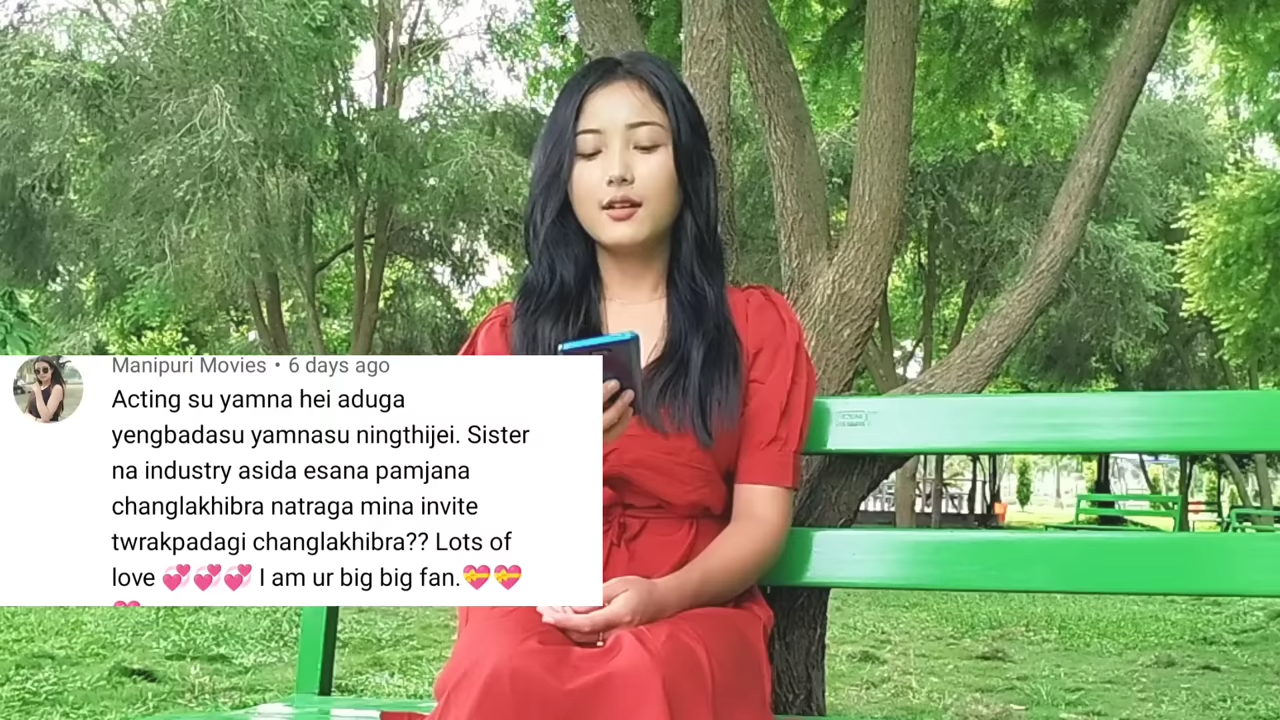 Manipuri Movies • 6 days ago
Acting su yamna hei aduga
yengbadasu yamnasu ningthijei. Sister
na industry asida esana pamjana
changlakhibra natraga mina invite
twrakpadagi changlakhibra?? Lots of
love 💞💞💞 I am ur big big fan.💝💝